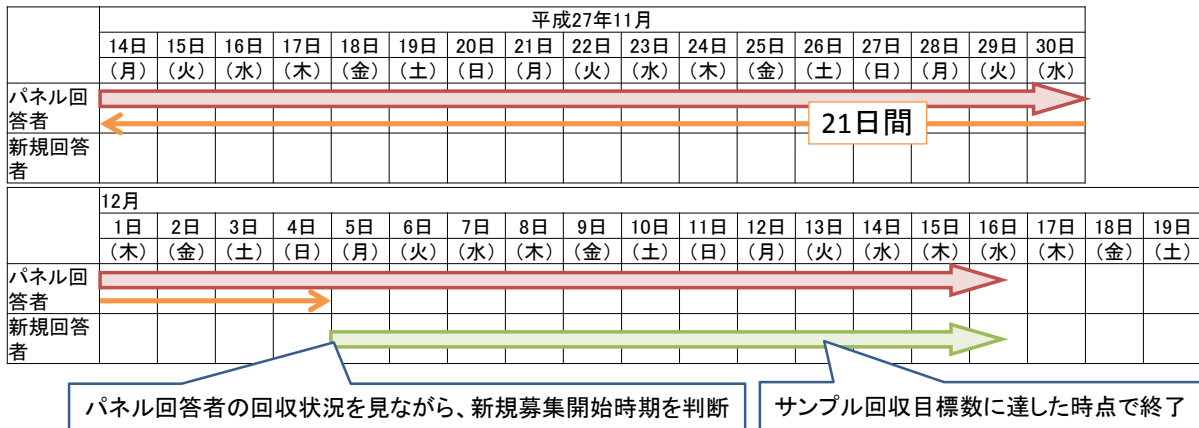 平成27年11月
14日 15日 16日 17日 18日 19日 20日 21日 22日 23日 24日 25日 26日 27日 28日 29日 30日
（月） （火） （水） （木） （金） （土） （日） （月） （火） （水） （木） （金） （土） （日） （月） （火） （水）
パネル回
答者
21日間
新規回答
者
12月
1日 2日 3日 4日 5日 6日 7日 8日 9日 10日 11日 12日 13日 14日 15日 16日 17日 18日 19日
（木） （金） （土） （日） （月） （火） （水） （木） （金） （土） （日） （月） （火） （水） （木） （水） （木） （金） （土）
パネル回
答者
新規回答
者
パネル回答者の回収状況を見ながら、新規募集開始時期を判断
サンプル回収目標数に達した時点で終了